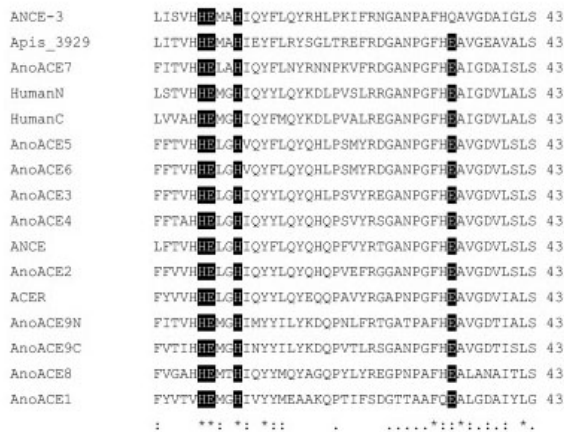 ANCE-3 LISVHHEMAHIQYFLQYRHLPKIFRNGANPAFHQAVGDAIGLS 43
Apis_3929 LITVHHEMAHIEYFLRYSGLTREFRDGANPGFHEAVGEAVALS 43
AnoACE7 FITVHHELAHIQYFLNYRNNPKVFRDGANPGFHEAIGDAISLS 43
HumanN LSTVHHEMGHIQYYLQYKDLPVSLRRGANPGFHEAIGDVLALS 43
HumanC LVVAHHEMGHIQYFMQYKDLPVALREGANPGFHEAIGDVLALS 43
AnoACE5 FFTVHHELGHVQYFLQYQHLPSMYRDGANPGFHEAVGDVLSLS 43
AnoACE6 FFTVHHELGHVQYFLQYQHLPSMYRDGANPGFHEAVGDVLSLS 43
AnoACE3 FFTVHHELGHIQYYLQYQHLPSVYREGANPGFHEAVGDVLSLS 43
AnoACE4 FFTAHHELGHIQYYLQYQHQPSVYRSGANPGFHEAVGDVLSLS 43
ANCE LFTVHHELGHIQYFLQYQHQPFVYRTGANPGFHEAVGDVLSLS 43
AnoACE2 FFVVHHELGHIQYYLQYQHQPVEFRGGANPGFHEAVGDVLSLS 43
ACER FYVVHHELGHIQYYLQYEQQPAVYRGAPNPGFHEAVGDVIALS 43
AnoACE9N FITVHHEMGHIMYYILYKDQPNLFRTGATPAFHEAVGDTIALS 43
AnoACE9C FVTIHHEMGHINYYILYKDQPVTLRSGANPGFHEAVGDTISLS 43
AnoACE8 FVGAHHEMTHIQYYMQYAGQPYLYREGPNPAFHEALANAITLS 43
AnoACE1 FYVTVHEMGHIVYYMEAAKQPTIFSDGTTAAFQEALGDAIYLG 43
: **: * *:: . .....*:*:.:.: *.